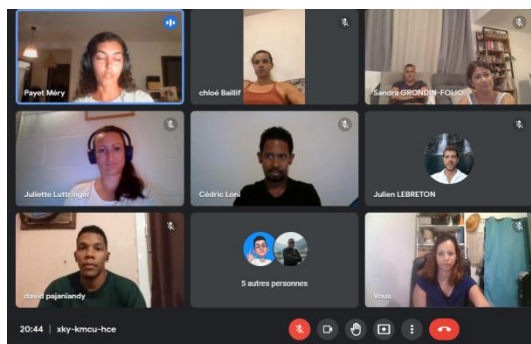 Payet Méry
chloé Baillif
Sandra GRONDIN-FOLIO
Juliette Luttringer
Cédric Loni
Julien LEBRETON
david pajaniandy
5 autres personnes
Vous
20:44 | xky-kmcu-hce